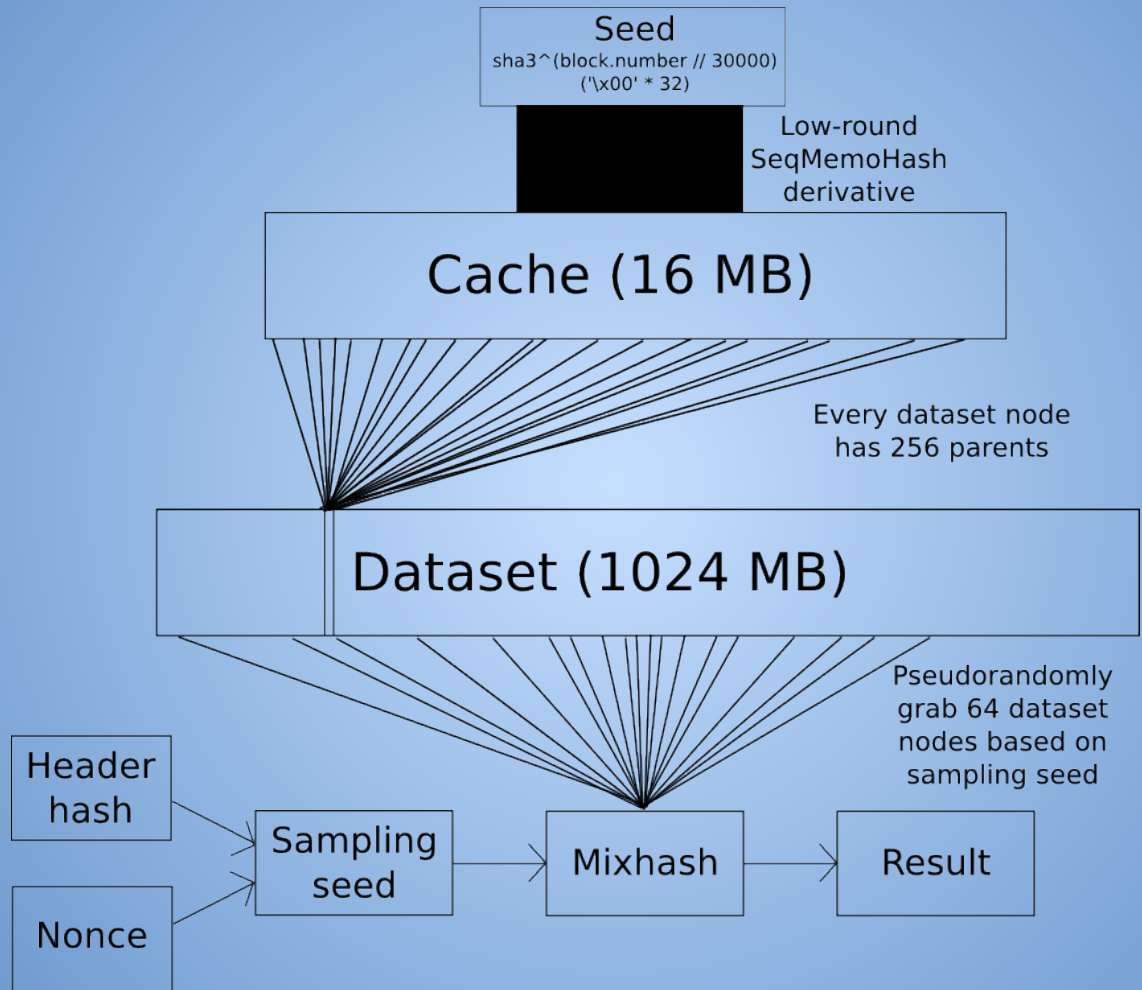 Seed
sha3^(block.number // 30000)
('\x00' * 32)
Low-round
SeqMemoHash
derivative
Cache (16 MB)
Every dataset node
has 256 parents
Dataset (1024 MB)
Pseudorandomly
grab 64 dataset
nodes based on
sampling seed
Header
hash
Sampling
seed
Mixhash
Result
Nonce